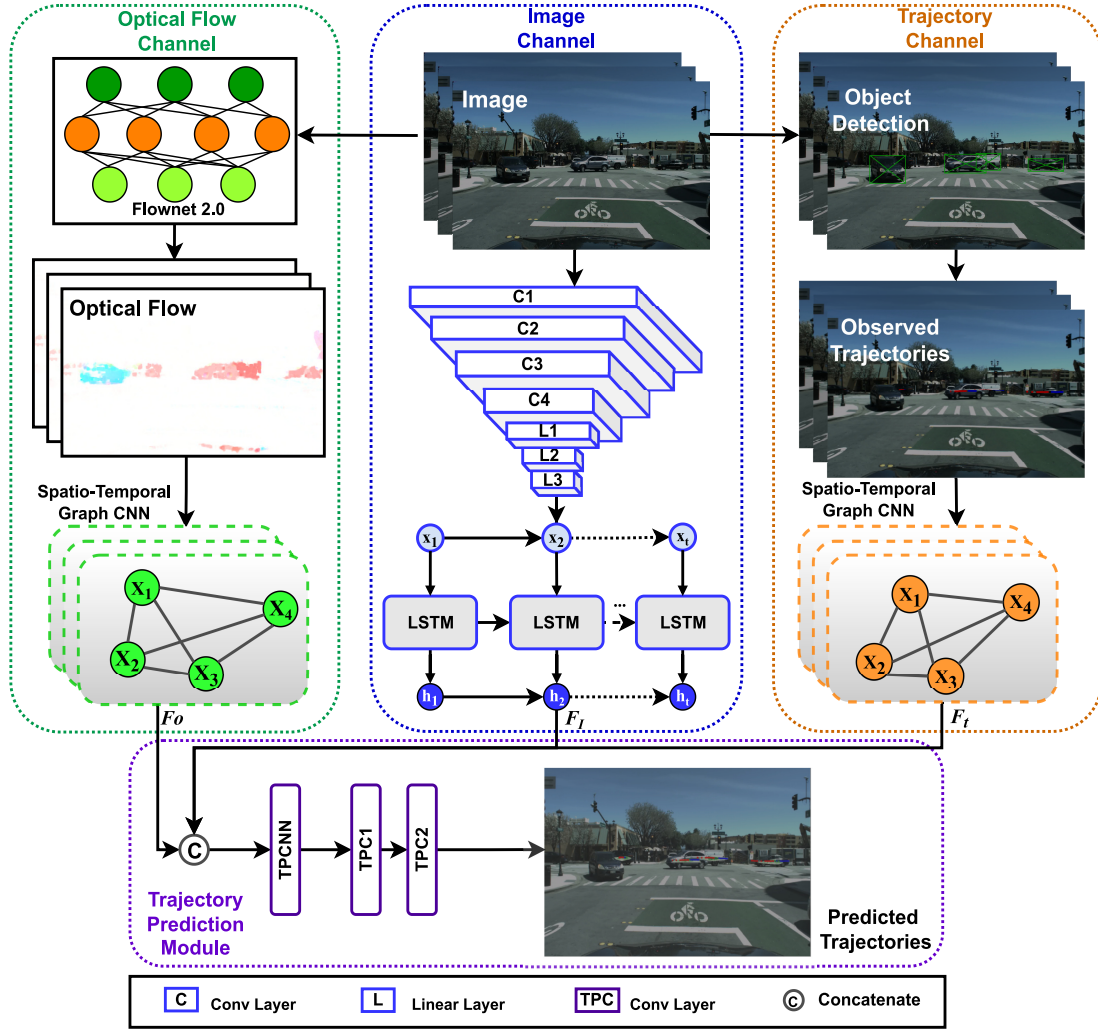 Optical Flow
Channel
Flownet 2.0
Optical Flow
Spatio-Temporal
Graph CNN
X1
X2
X3
X4
Fo
Image
Channel
Image
C1
C2
C3
C4
L1
L2
L3
x1
x2
xt
LSTM
LSTM
...
LSTM
h1
h2
ht
FI
Trajectory
Channel
Object
Detection
Observed
Trajectories
Spatio-Temporal
Graph CNN
X1
X2
X3
X4
Ft
C
TPCNN
TPC1
TPC2
Trajectory
Prediction
Module
Predicted
Trajectories
C Conv Layer
L Linear Layer
TPC Conv Layer
C Concatenate